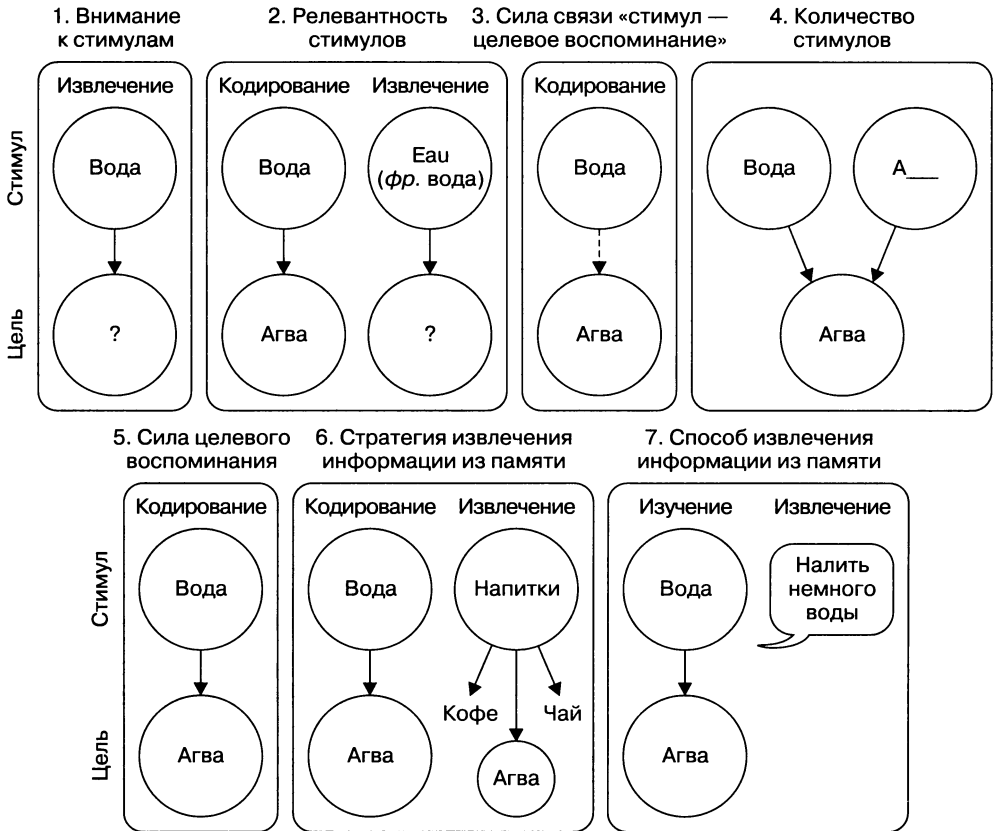 1. Внимание
к стимулам
2. Релевантность
стимулов
3. Сила связи «стимул —
целевое воспоминание»
4. Количество
стимулов
Стимул
Цель
Извлечение
Вода
?
Кодирование
Извлечение
Вода
Eau
(фр. вода)
Агва
?
Кодирование
Вода
Агва
Вода
А___
Агва
5. Сила целевого
воспоминания
6. Стратегия извлечения
информации из памяти
7. Способ извлечения
информации из памяти
Стимул
Цель
Кодирование
Вода
Агва
Кодирование
Извлечение
Вода
Напитки
Кофе
Чай
Агва
Агва
Изучение
Извлечение
Вода
Налить
немного
воды
Агва